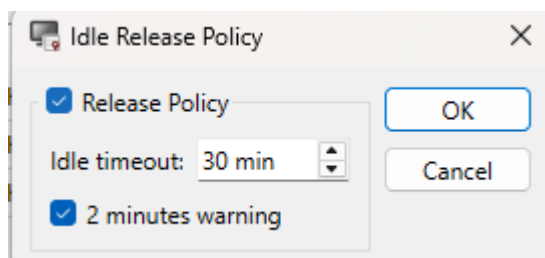 Idle Release Policy
Release Policy
OK
Idle timeout: 30 min
Cancel
2 minutes warning